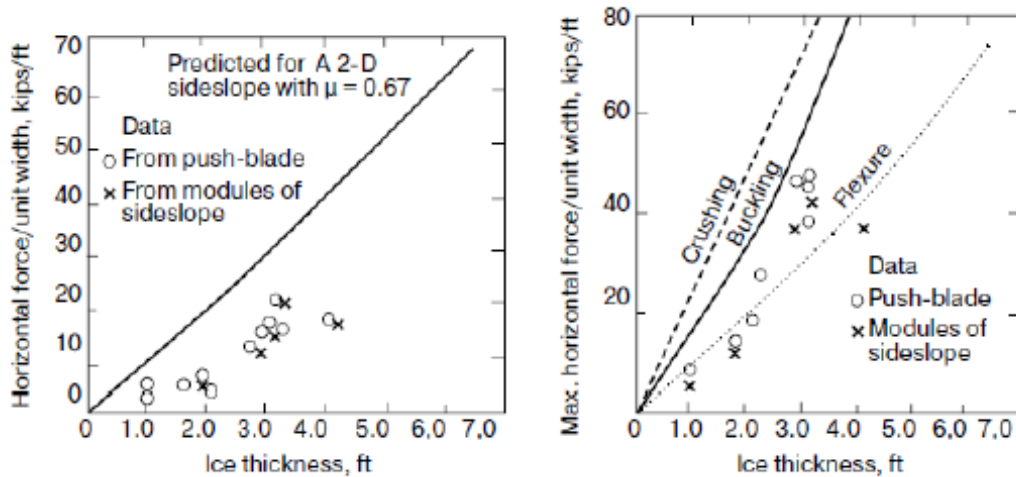 Horizontal force/unit width, kips/ft
70
60
50
40
30
20
10
0
Predicted for A 2-D
sideslope with μ = 0.67
Data
From push-blade
From modules of
sideslope
0 1.0 2.0 3.0 4.0 5.0 6.0 7,0
Ice thickness, ft
Max. horizontal force/unit width, kips/ft
80
60
40
20
Crushing
Buckling
Flexure
Data
Push-blade
Modules of
sideslope
0 1.0 2.0 3.0 4.0 5.0 6.0 7,0
Ice thickness, ft